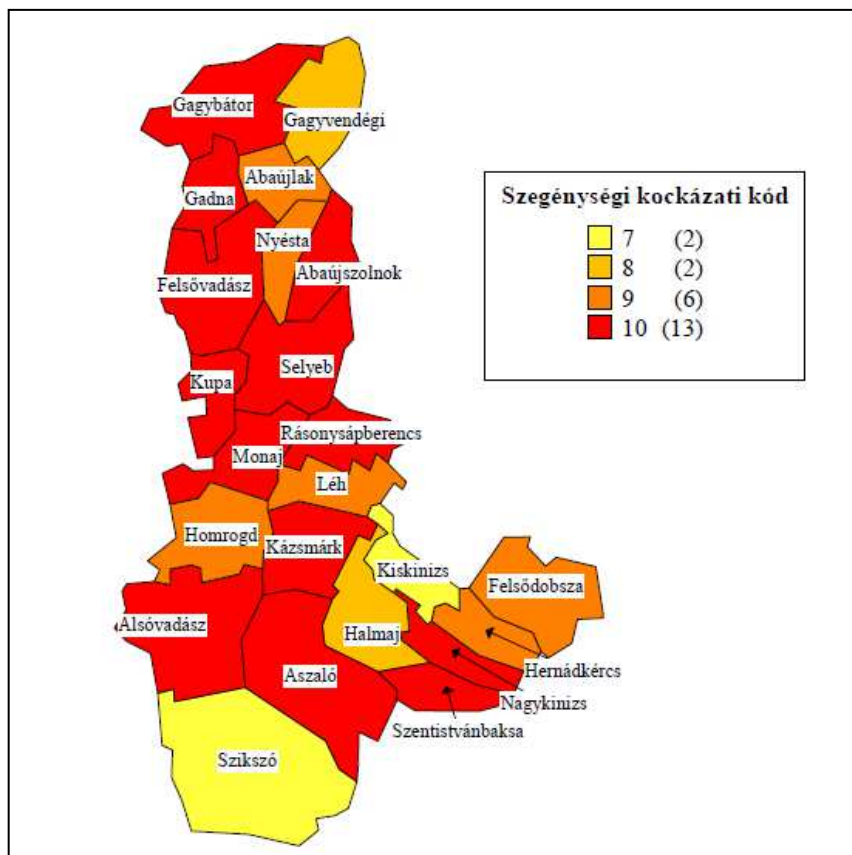 Gagybátor
Gagyvendégi
Abaújlak
Gadna
Nyésta
Abaújszolnok
Felsővadász
Selyeb
Kupa
Rásonysápberencs
Monaj
Léh
Homrogd
Kázsmárk
Kiskinizs
Felsődobsza
Alsóvadász
Halmaj
Hernádkércs
Aszaló
Nagykinizs
Szentistvánbaksa
Szikszó
Szegénységi kockázati kód
7 (2)
8 (2)
9 (6)
10 (13)